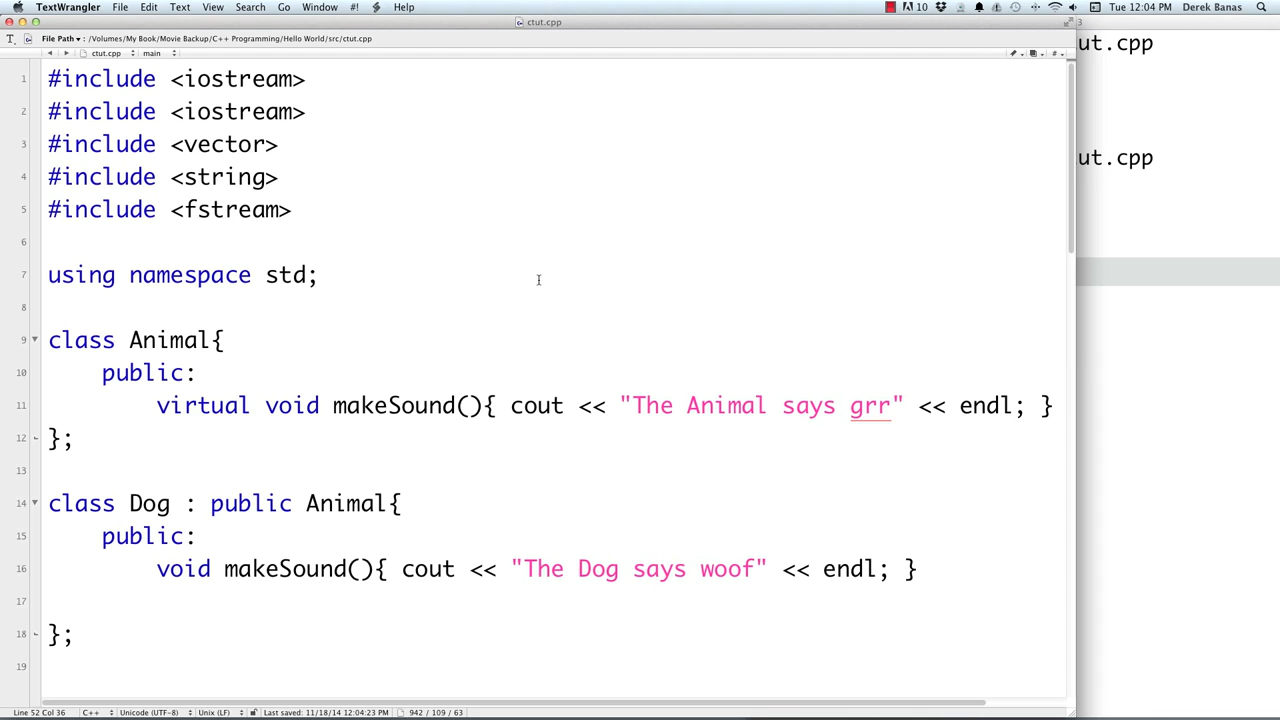 TextWrangler File Edit Text View Search Go Window #! Help 10 Tue 12:04 PM Derek Banas
ctut.cpp
File Path ▾ : /Volumes/My Book/Movie Backup/C++ Programming/Hello World/src/ctut.cpp
ctut.cpp main
1 #include <iostream>
2 #include <iostream>
3 #include <vector>
4 #include <string>
5 #include <fstream>
6
7 using namespace std;
8
9 class Animal{
10 public:
11 virtual void makeSound(){ cout << "The Animal says grr" << endl; }
12 };
13
14 class Dog : public Animal{
15 public:
16 void makeSound(){ cout << "The Dog says woof" << endl; }
17
18 };
19
Line 52 Col 36 C++ Unicode (UTF-8) Unix (LF) Last saved: 11/18/14 12:04:23 PM 942 / 109 / 63
ut.cpp
ut.cpp